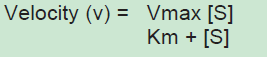 Velocity (v) = Vmax [S]
Km + [S]